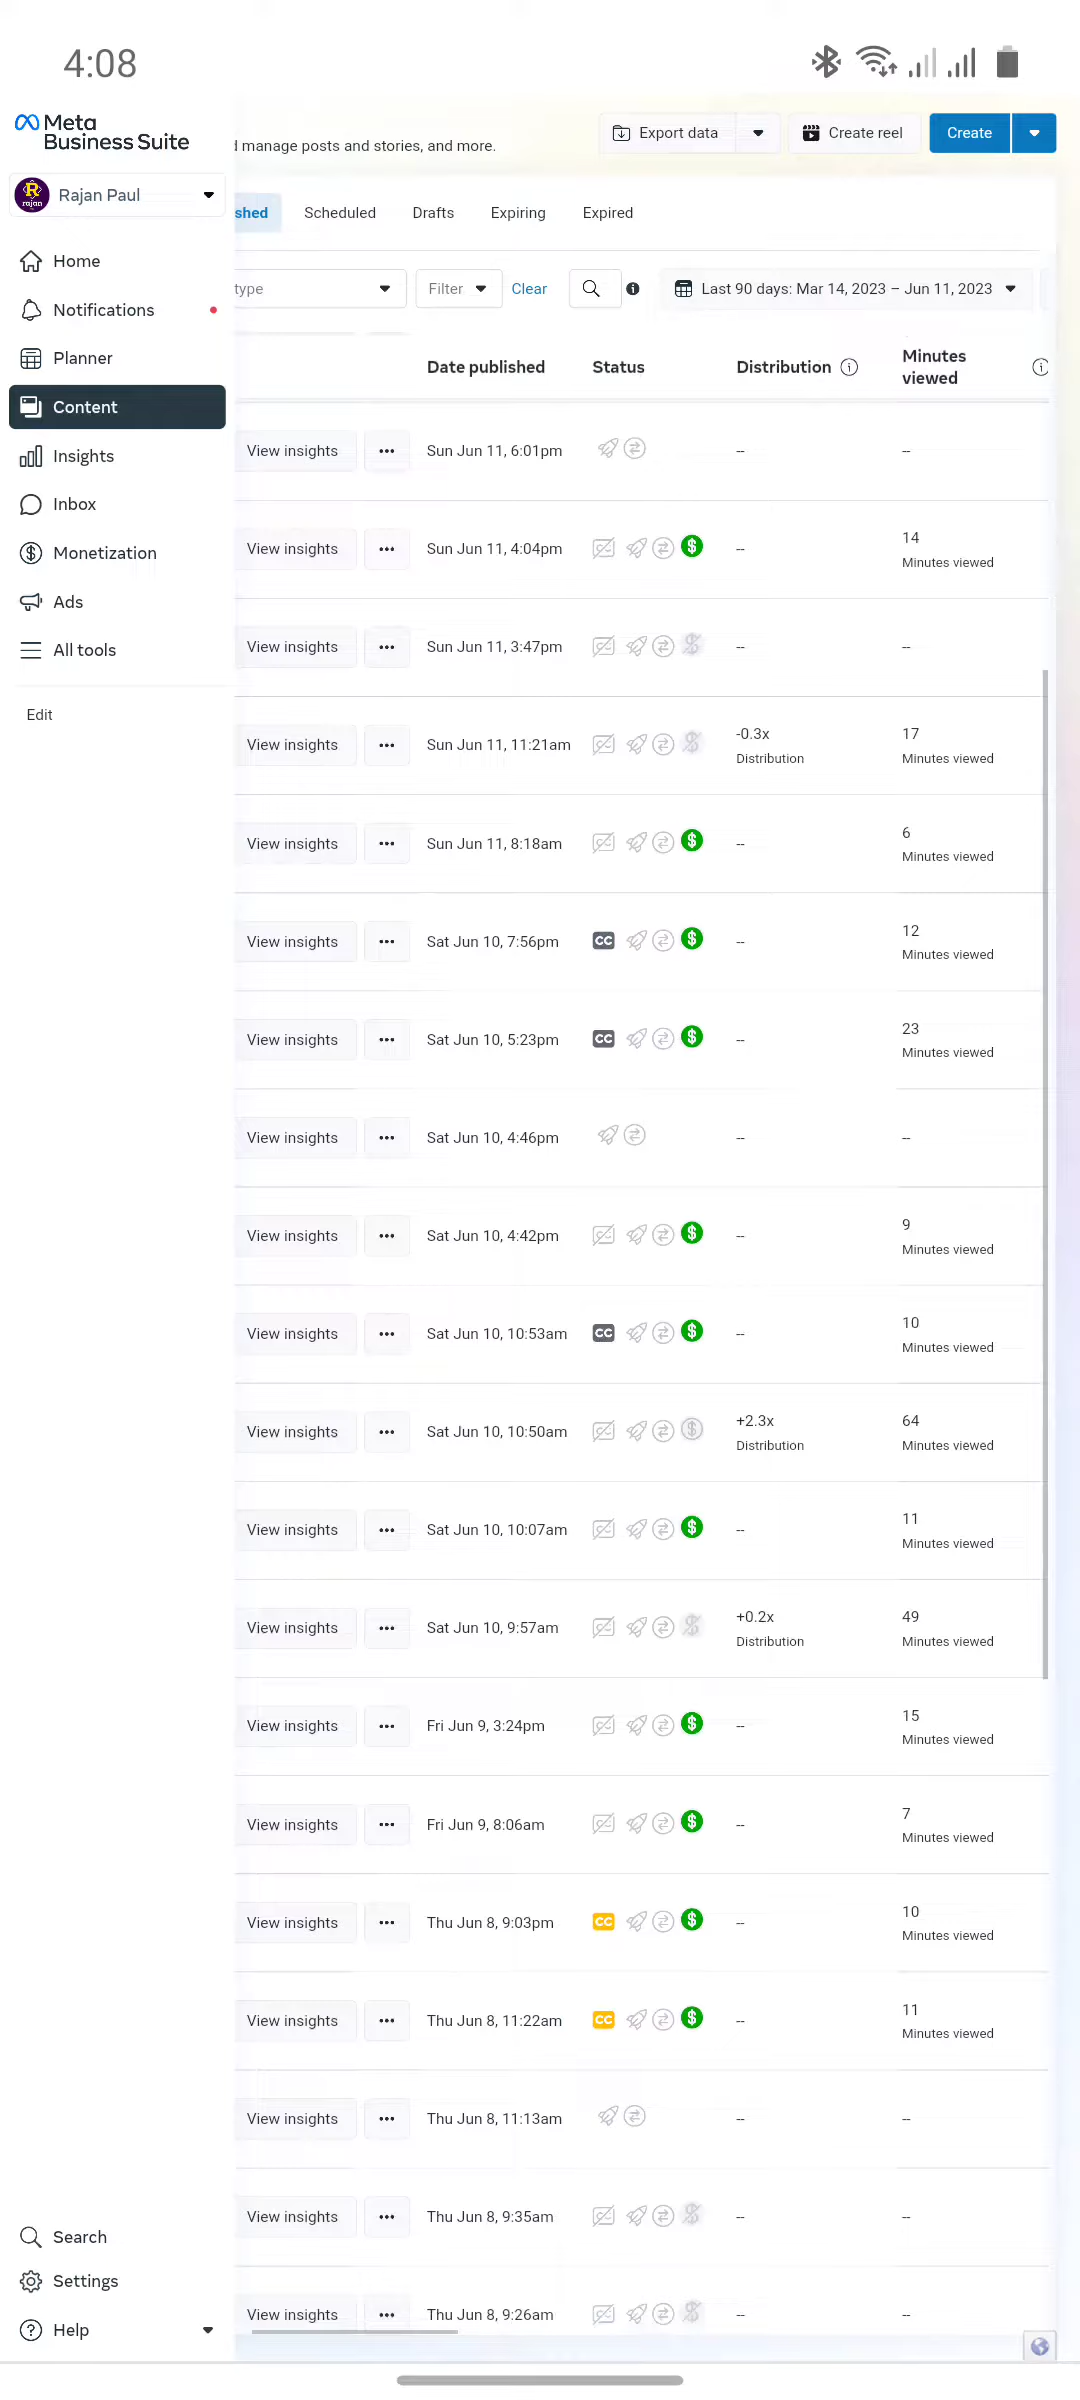 4:08
Meta
Business Suite
d manage posts and stories, and more.
Export data
Create reel
Create
rajan
Rajan Paul
shed
Scheduled
Drafts
Expiring
Expired
Home
type
Filter
Clear
Last 90 days: Mar 14, 2023 – Jun 11, 2023
Notifications
Planner
Content
Insights
Inbox
Monetization
Ads
All tools
Edit
Date published Status Distribution Minutes viewed
View insights ••• Sun Jun 11, 6:01pm -- --
View insights ••• Sun Jun 11, 4:04pm -- 14
Minutes viewed
View insights ••• Sun Jun 11, 3:47pm -- --
View insights ••• Sun Jun 11, 11:21am -0.3x 17
Distribution Minutes viewed
View insights ••• Sun Jun 11, 8:18am -- 6
Minutes viewed
View insights ••• Sat Jun 10, 7:56pm CC -- 12
Minutes viewed
View insights ••• Sat Jun 10, 5:23pm CC -- 23
Minutes viewed
View insights ••• Sat Jun 10, 4:46pm -- --
View insights ••• Sat Jun 10, 4:42pm -- 9
Minutes viewed
View insights ••• Sat Jun 10, 10:53am CC -- 10
Minutes viewed
View insights ••• Sat Jun 10, 10:50am +2.3x 64
Distribution Minutes viewed
View insights ••• Sat Jun 10, 10:07am -- 11
Minutes viewed
View insights ••• Sat Jun 10, 9:57am +0.2x 49
Distribution Minutes viewed
View insights ••• Fri Jun 9, 3:24pm -- 15
Minutes viewed
View insights ••• Fri Jun 9, 8:06am -- 7
Minutes viewed
View insights ••• Thu Jun 8, 9:03pm CC -- 10
Minutes viewed
View insights ••• Thu Jun 8, 11:22am CC -- 11
Minutes viewed
View insights ••• Thu Jun 8, 11:13am -- --
View insights ••• Thu Jun 8, 9:35am -- --
View insights ••• Thu Jun 8, 9:26am -- --
Search
Settings
Help